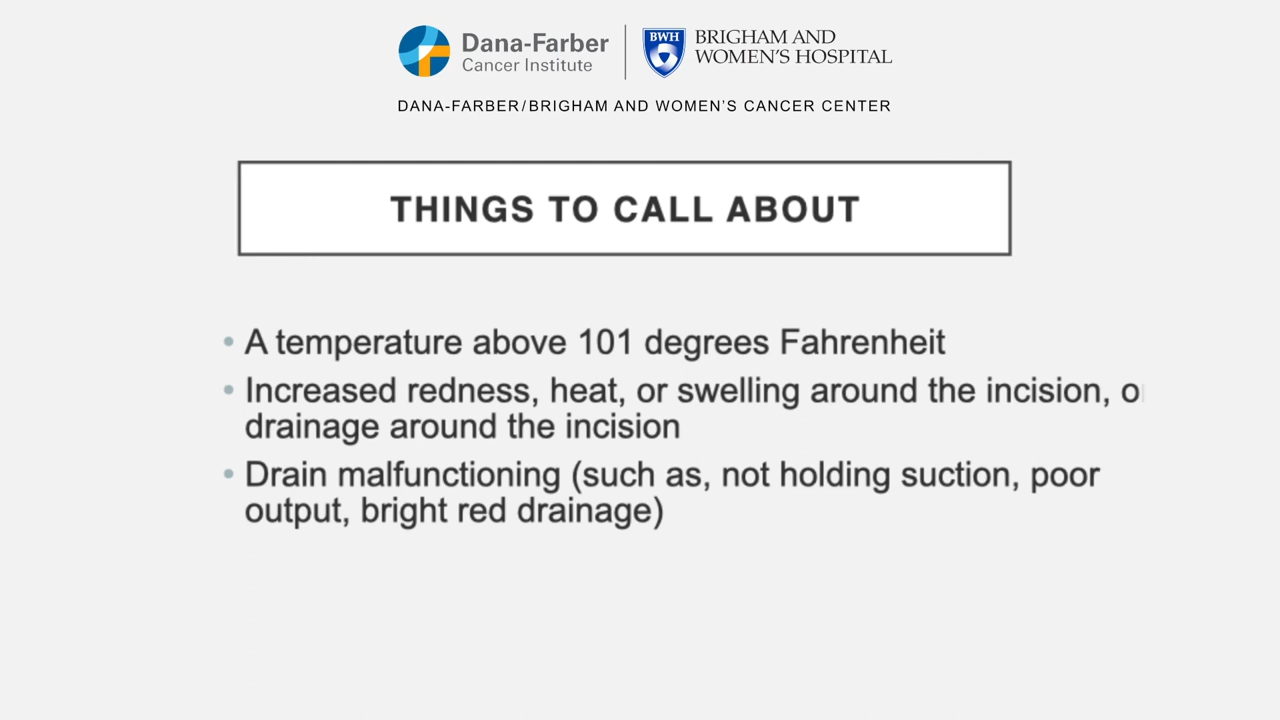 Dana-Farber
Cancer Institute
BWH
BRIGHAM AND
WOMEN'S HOSPITAL
DANA-FARBER/BRIGHAM AND WOMEN'S CANCER CENTER
THINGS TO CALL ABOUT
• A temperature above 101 degrees Fahrenheit
• Increased redness, heat, or swelling around the incision,
drainage around the incision
• Drain malfunctioning (such as, not holding suction, poor
output, bright red drainage)